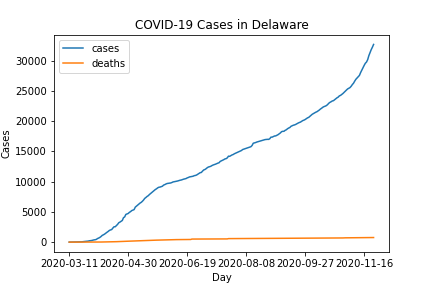 COVID-19 Cases in Delaware
cases
deaths
Cases
30000
25000
20000
15000
10000
5000
0
2020-03-11 2020-04-30 2020-06-19 2020-08-08 2020-09-27 2020-11-16
Day